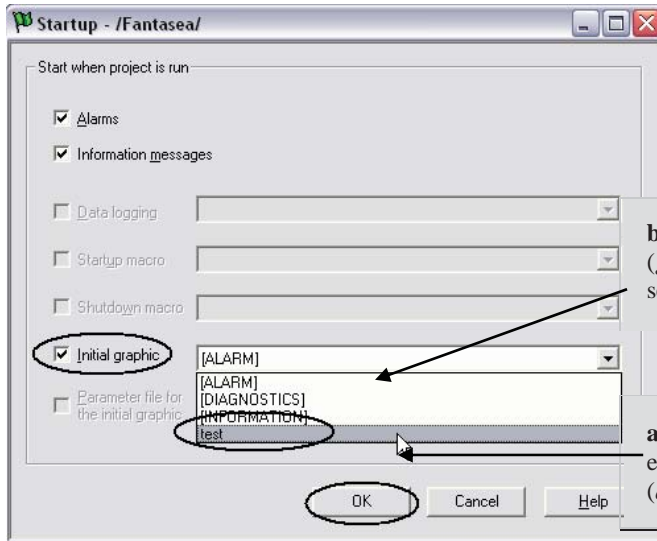 Startup - /Fantasea/
Start when project is run
Alarms
Information messages
Data logging
Startup macro
Shutdown macro
Initial graphic
[ALARM]
[ALARM]
[DIAGNOSTICS]
[INFORMATION]
test
Parameter file for
the initial graphic
OK Cancel Help
b
(
s
a
e
(